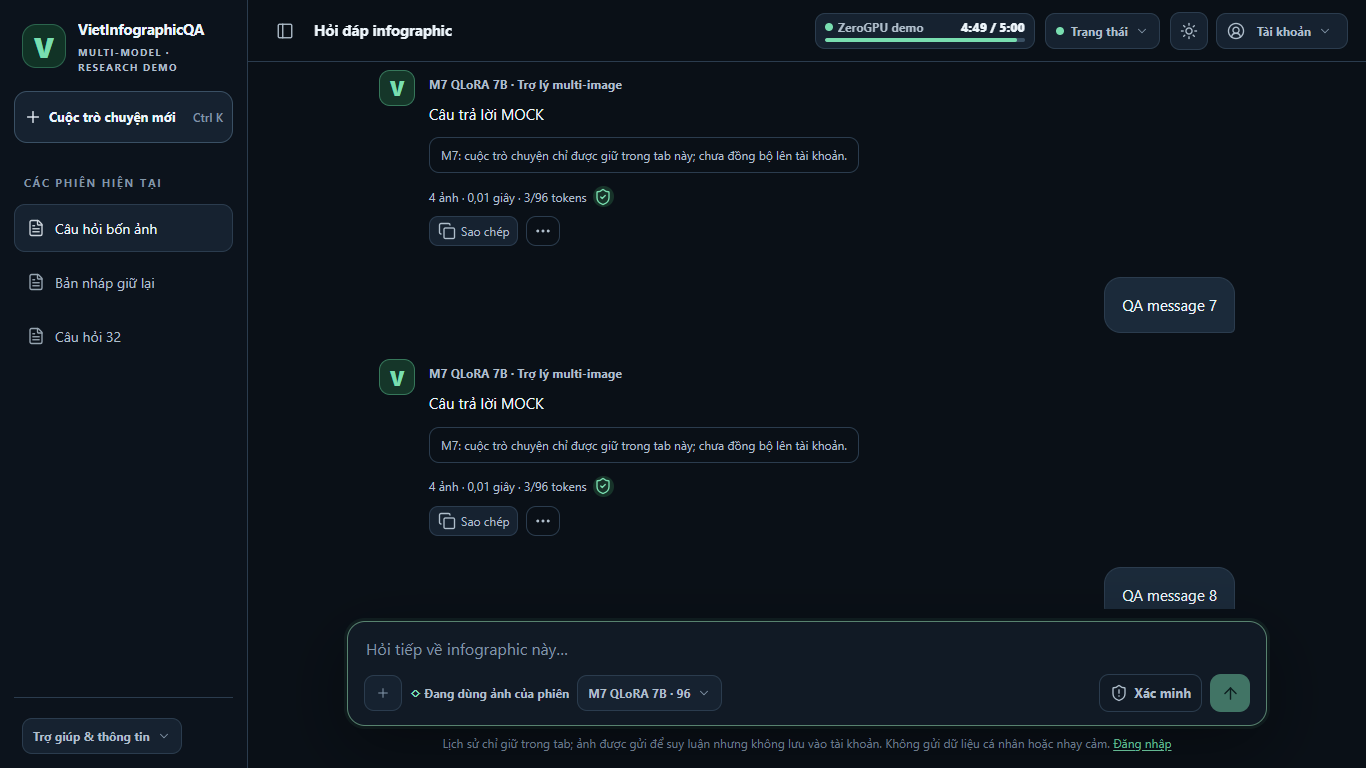 V
VietInfographicQA
MULTI-MODEL ·
RESEARCH DEMO
Cuộc trò chuyện mới Ctrl K
CÁC PHIÊN HIỆN TẠI
Câu hỏi bốn ảnh
Bản nháp giữ lại
Câu hỏi 32
Trợ giúp & thông tin
Hỏi đáp infographic
ZeroGPU demo 4:49 / 5:00
Trạng thái
Tài khoản
V
M7 QLoRA 7B · Trợ lý multi-image
Câu trả lời MOCK
M7: cuộc trò chuyện chỉ được giữ trong tab này; chưa đồng bộ lên tài khoản.
4 ảnh · 0,01 giây · 3/96 tokens
Sao chép
QA message 7
V
M7 QLoRA 7B · Trợ lý multi-image
Câu trả lời MOCK
M7: cuộc trò chuyện chỉ được giữ trong tab này; chưa đồng bộ lên tài khoản.
4 ảnh · 0,01 giây · 3/96 tokens
Sao chép
QA message 8
Hỏi tiếp về infographic này...
Đang dùng ảnh của phiên
M7 QLoRA 7B · 96
Xác minh
Lịch sử chỉ giữ trong tab; ảnh được gửi để suy luận nhưng không lưu vào tài khoản. Không gửi dữ liệu cá nhân hoặc nhạy cảm. Đăng nhập